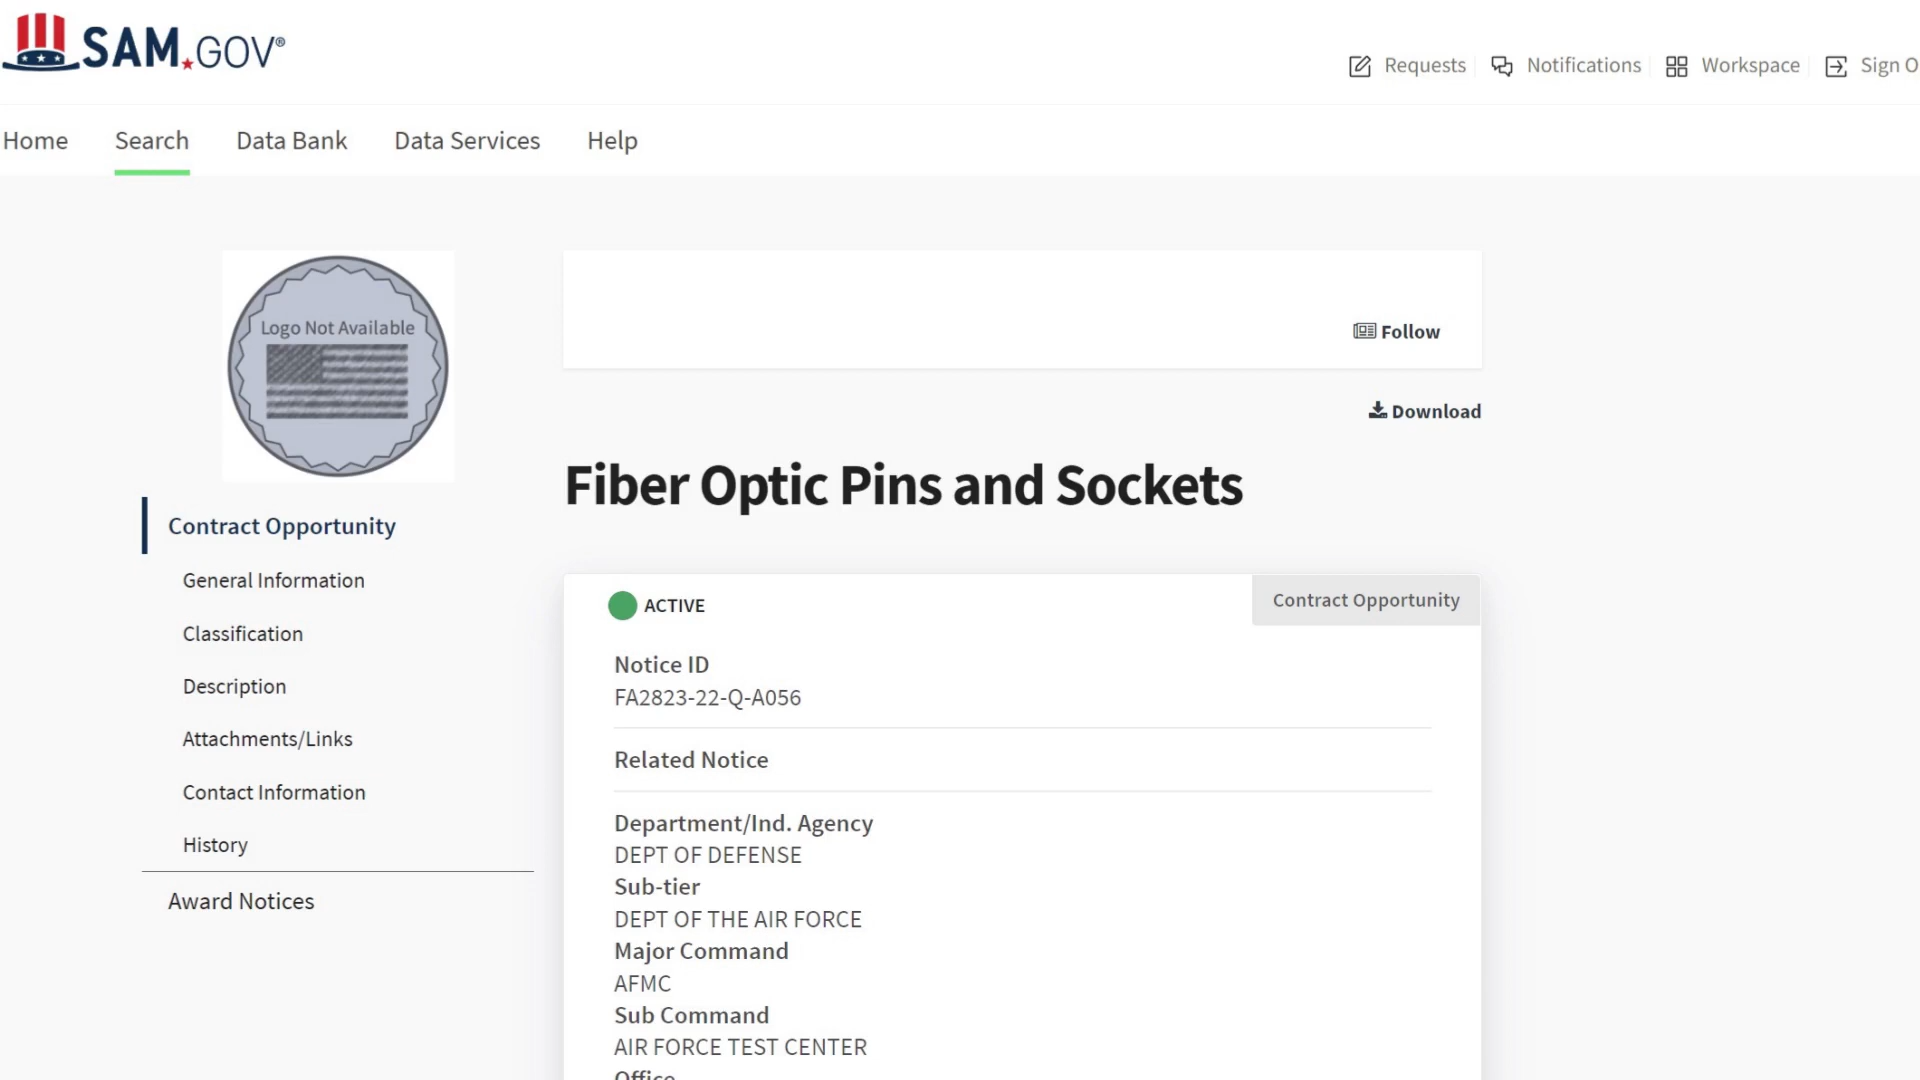 SAM.GOV®
Requests
Notifications
Workspace
Sign O
Home
Search
Data Bank
Data Services
Help
Logo Not Available
Follow
Download
Fiber Optic Pins and Sockets
Contract Opportunity
General Information
Classification
Description
Attachments/Links
Contact Information
History
Award Notices
ACTIVE
Contract Opportunity
Notice ID
FA2823-22-Q-A056
Related Notice
Department/Ind. Agency
DEPT OF DEFENSE
Sub-tier
DEPT OF THE AIR FORCE
Major Command
AFMC
Sub Command
AIR FORCE TEST CENTER
Office